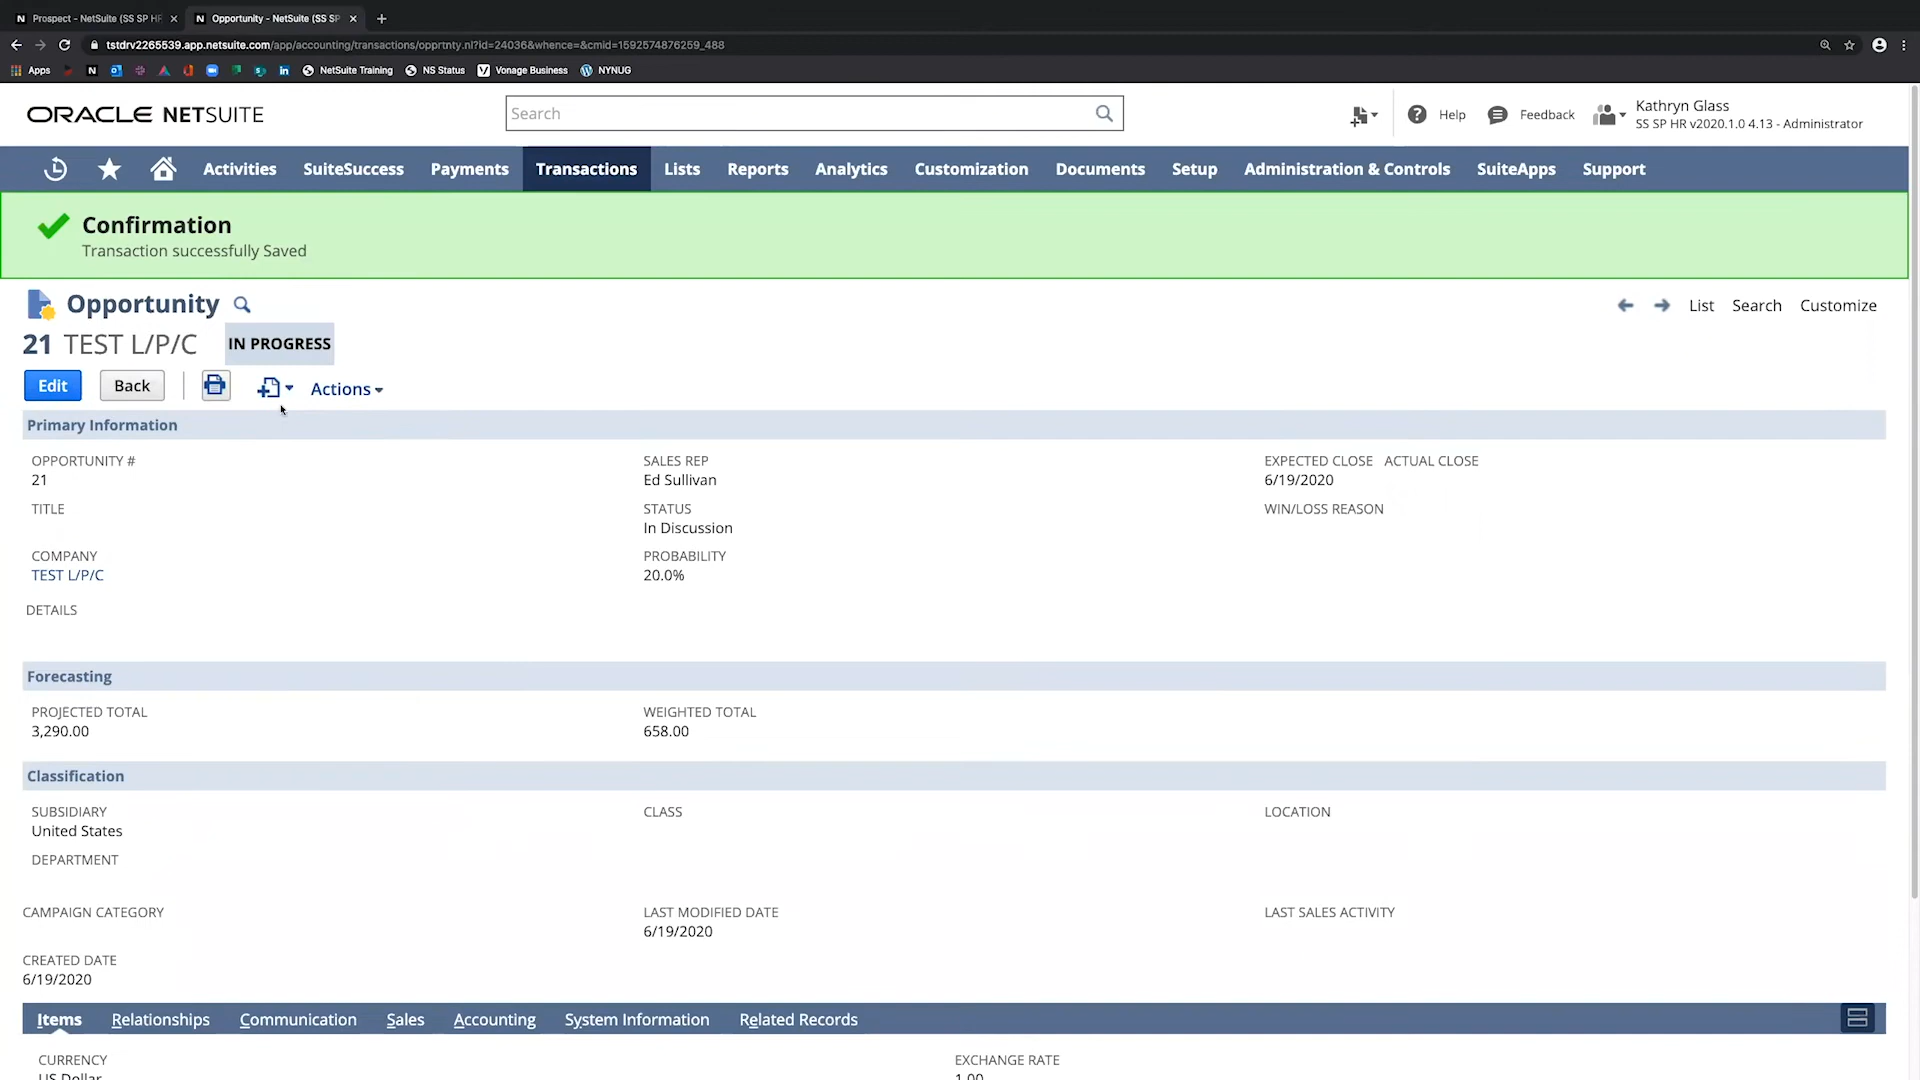 Prospect - NetSuite (SS SP HR
Opportunity - NetSuite (SS SP
tstdrv2265539.app.netsuite.com/app/accounting/transactions/opprtnty.nl?id=24036&whence=&cmid=1592574876259_488
Apps NetSuite Training NS Status Vonage Business NYNUG
ORACLE NETSUITE
Search
Help
Feedback
Kathryn Glass
SS SP HR v2020.1.0 4.13 - Administrator
Activities SuiteSuccess Payments Transactions Lists Reports Analytics Customization Documents Setup Administration & Controls SuiteApps Support
Confirmation
Transaction successfully Saved
Opportunity
List Search Customize
21 TEST L/P/C IN PROGRESS
Edit Back Actions
Primary Information
OPPORTUNITY #
21
SALES REP
Ed Sullivan
EXPECTED CLOSE ACTUAL CLOSE
6/19/2020
TITLE
STATUS
In Discussion
WIN/LOSS REASON
COMPANY
TEST L/P/C
PROBABILITY
20.0%
DETAILS
Forecasting
PROJECTED TOTAL
3,290.00
WEIGHTED TOTAL
658.00
Classification
SUBSIDIARY
United States
CLASS
LOCATION
DEPARTMENT
CAMPAIGN CATEGORY
LAST MODIFIED DATE
6/19/2020
LAST SALES ACTIVITY
CREATED DATE
6/19/2020
Items Relationships Communication Sales Accounting System Information Related Records
CURRENCY
US Dollar
EXCHANGE RATE
1.00